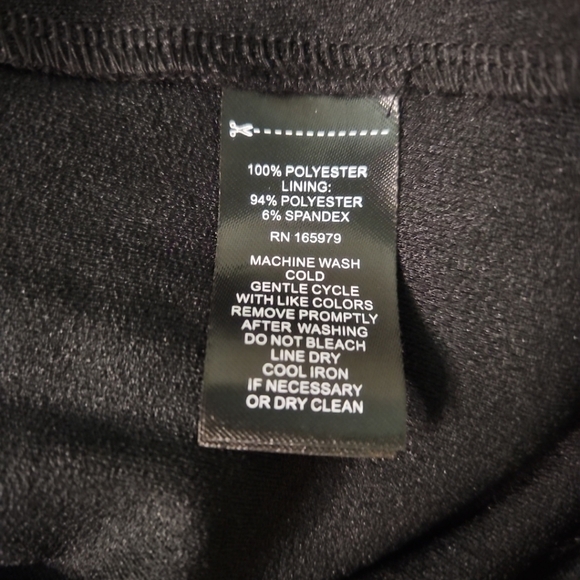 100% POLYESTER
LINING:
94% POLYESTER
6% SPANDEX
RN 165979
MACHINE WASH
COLD
GENTLE CYCLE
WITH LIKE COLORS
REMOVE PROMPTLY
AFTER WASHING
DO NOT BLEACH
LINE DRY
COOL IRON
IF NECESSARY
OR DRY CLEAN